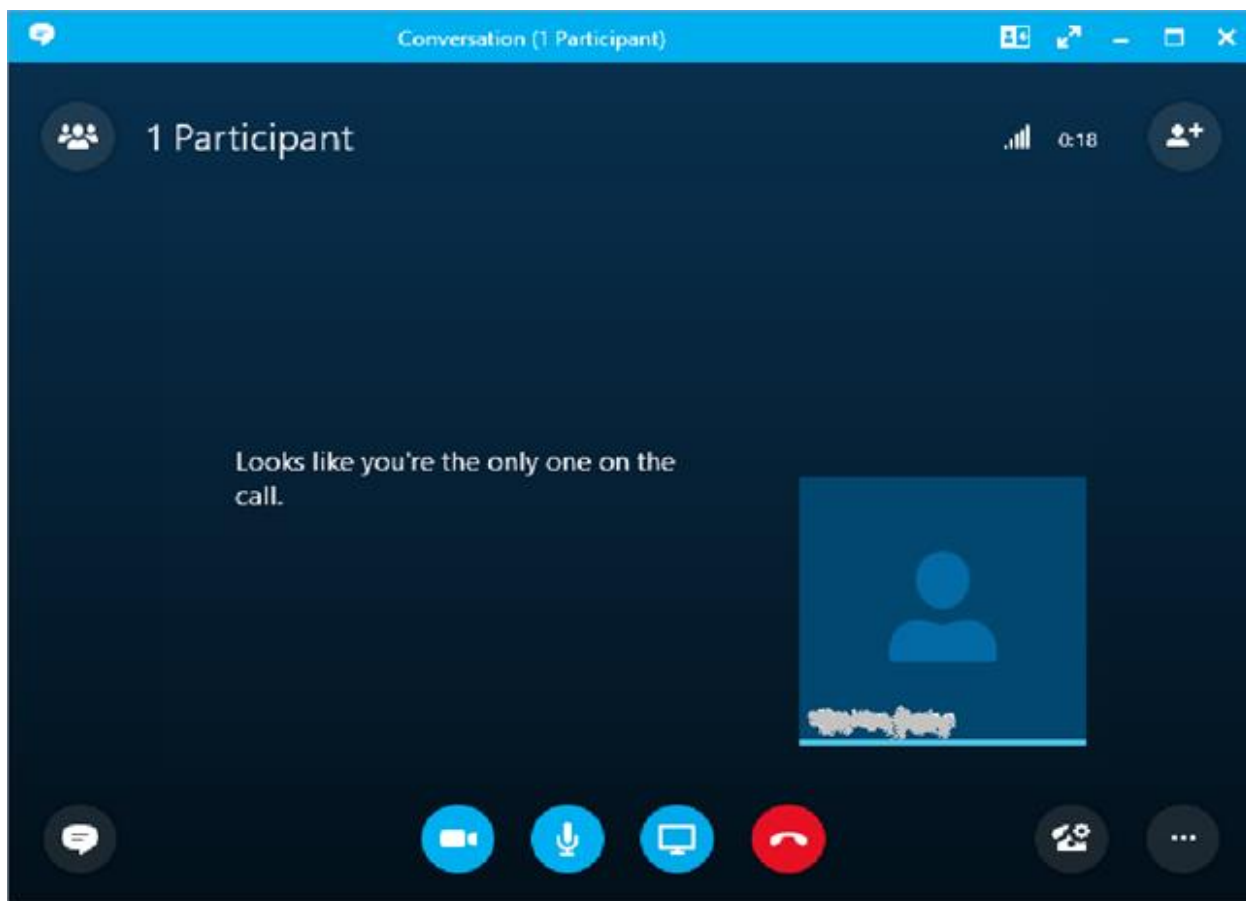 Conversation (1 Participant)
1 Participant
0:18
Looks like you're the only one on the
call.